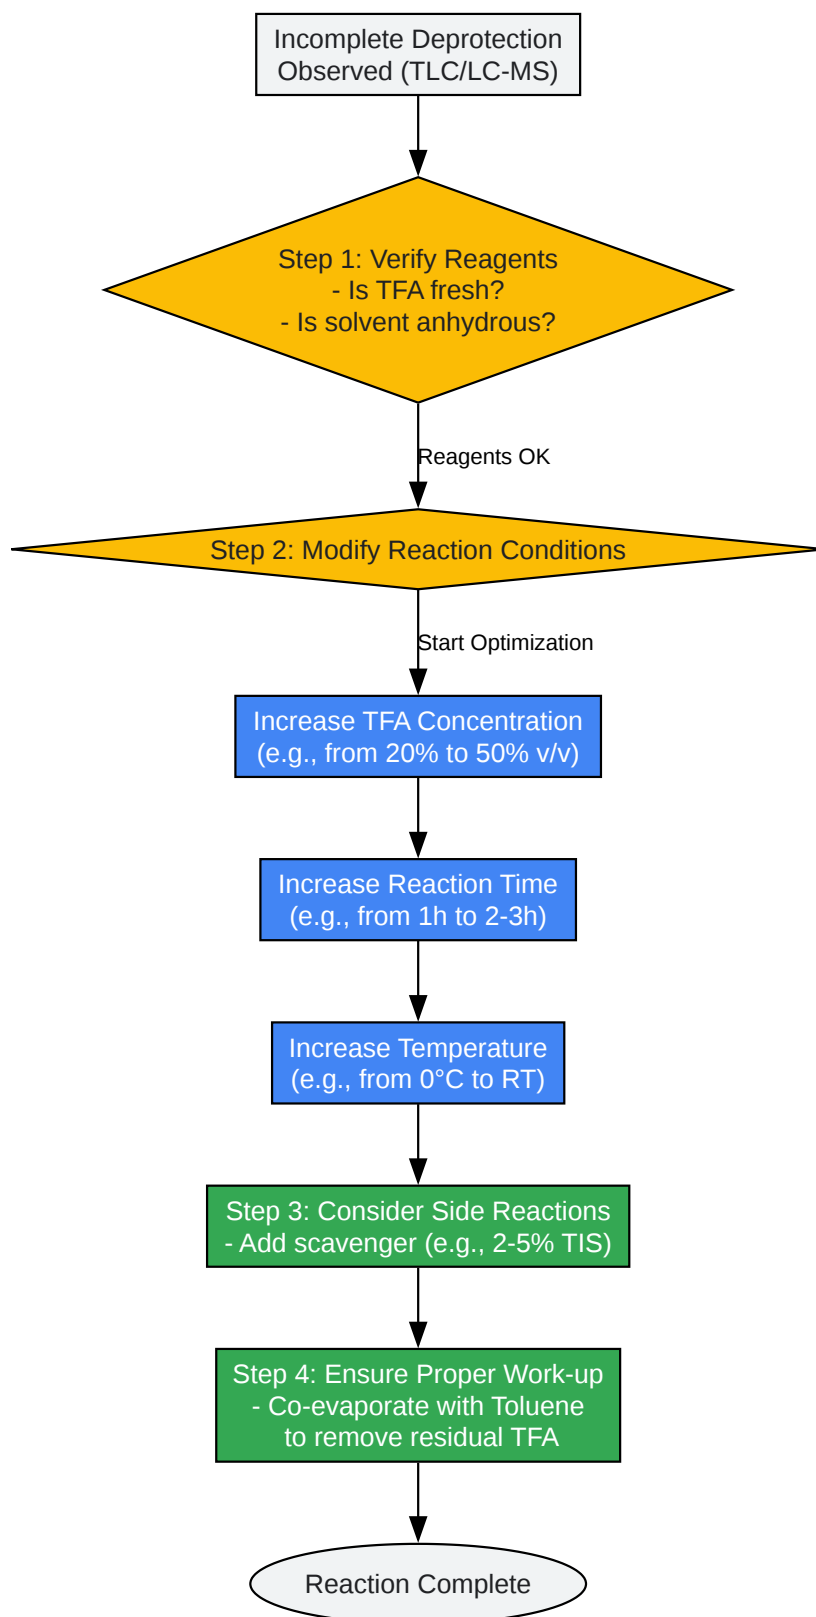 Incomplete Deprotection
Observed (TLC/LC-MS)
Step 1: Verify Reagents
- Is TFA fresh?
- Is solvent anhydrous?
Reagents OK
Step 2: Modify Reaction Conditions
Start Optimization
Increase TFA Concentration
(e.g., from 20% to 50% v/v)
Increase Reaction Time
(e.g., from 1h to 2-3h)
Increase Temperature
(e.g., from 0°C to RT)
Step 3: Consider Side Reactions
- Add scavenger (e.g., 2-5% TIS)
Step 4: Ensure Proper Work-up
- Co-evaporate with Toluene
to remove residual TFA
Reaction Complete